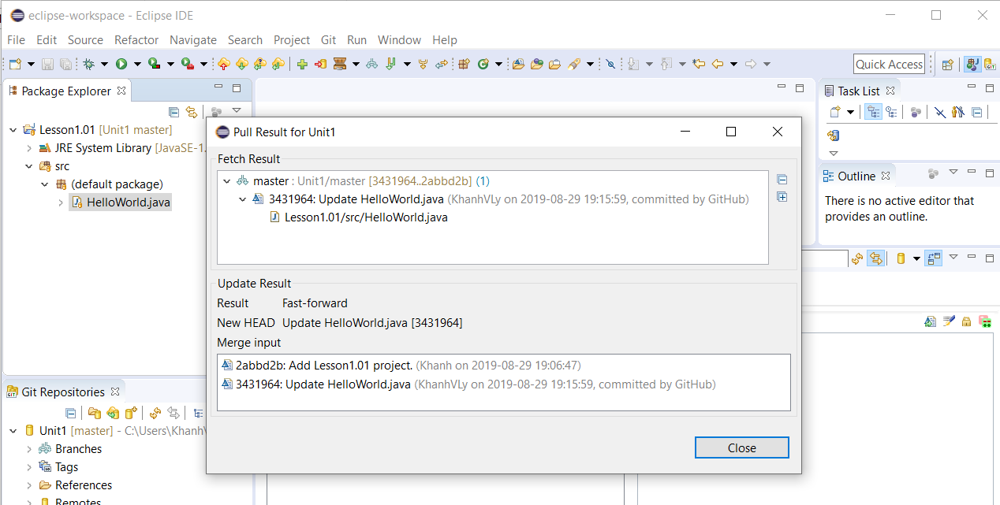 eclipse-workspace - Eclipse IDE
File Edit Source Refactor Navigate Search Project Git Run Window Help
Quick Access
Package Explorer
Lesson1.01 [Unit1 master]
JRE System Library [JavaSE-1.
src
(default package)
HelloWorld.java
Pull Result for Unit1
Fetch Result
master : Unit1/master [3431964..2abbd2b] (1)
3431964: Update HelloWorld.java (KhanhVLy on 2019-08-29 19:15:59, committed by GitHub)
Lesson1.01/src/HelloWorld.java
Update Result
Result Fast-forward
New HEAD Update HelloWorld.java [3431964]
Merge input
2abbd2b: Add Lesson1.01 project. (Khanh on 2019-08-29 19:06:47)
3431964: Update HelloWorld.java (KhanhVLy on 2019-08-29 19:15:59, committed by GitHub)
Close
Task List
Outline
There is no active editor that
provides an outline.
Git Repositories
Unit1 [master] - C:\Users\Khanh
Branches
Tags
References
Remotes